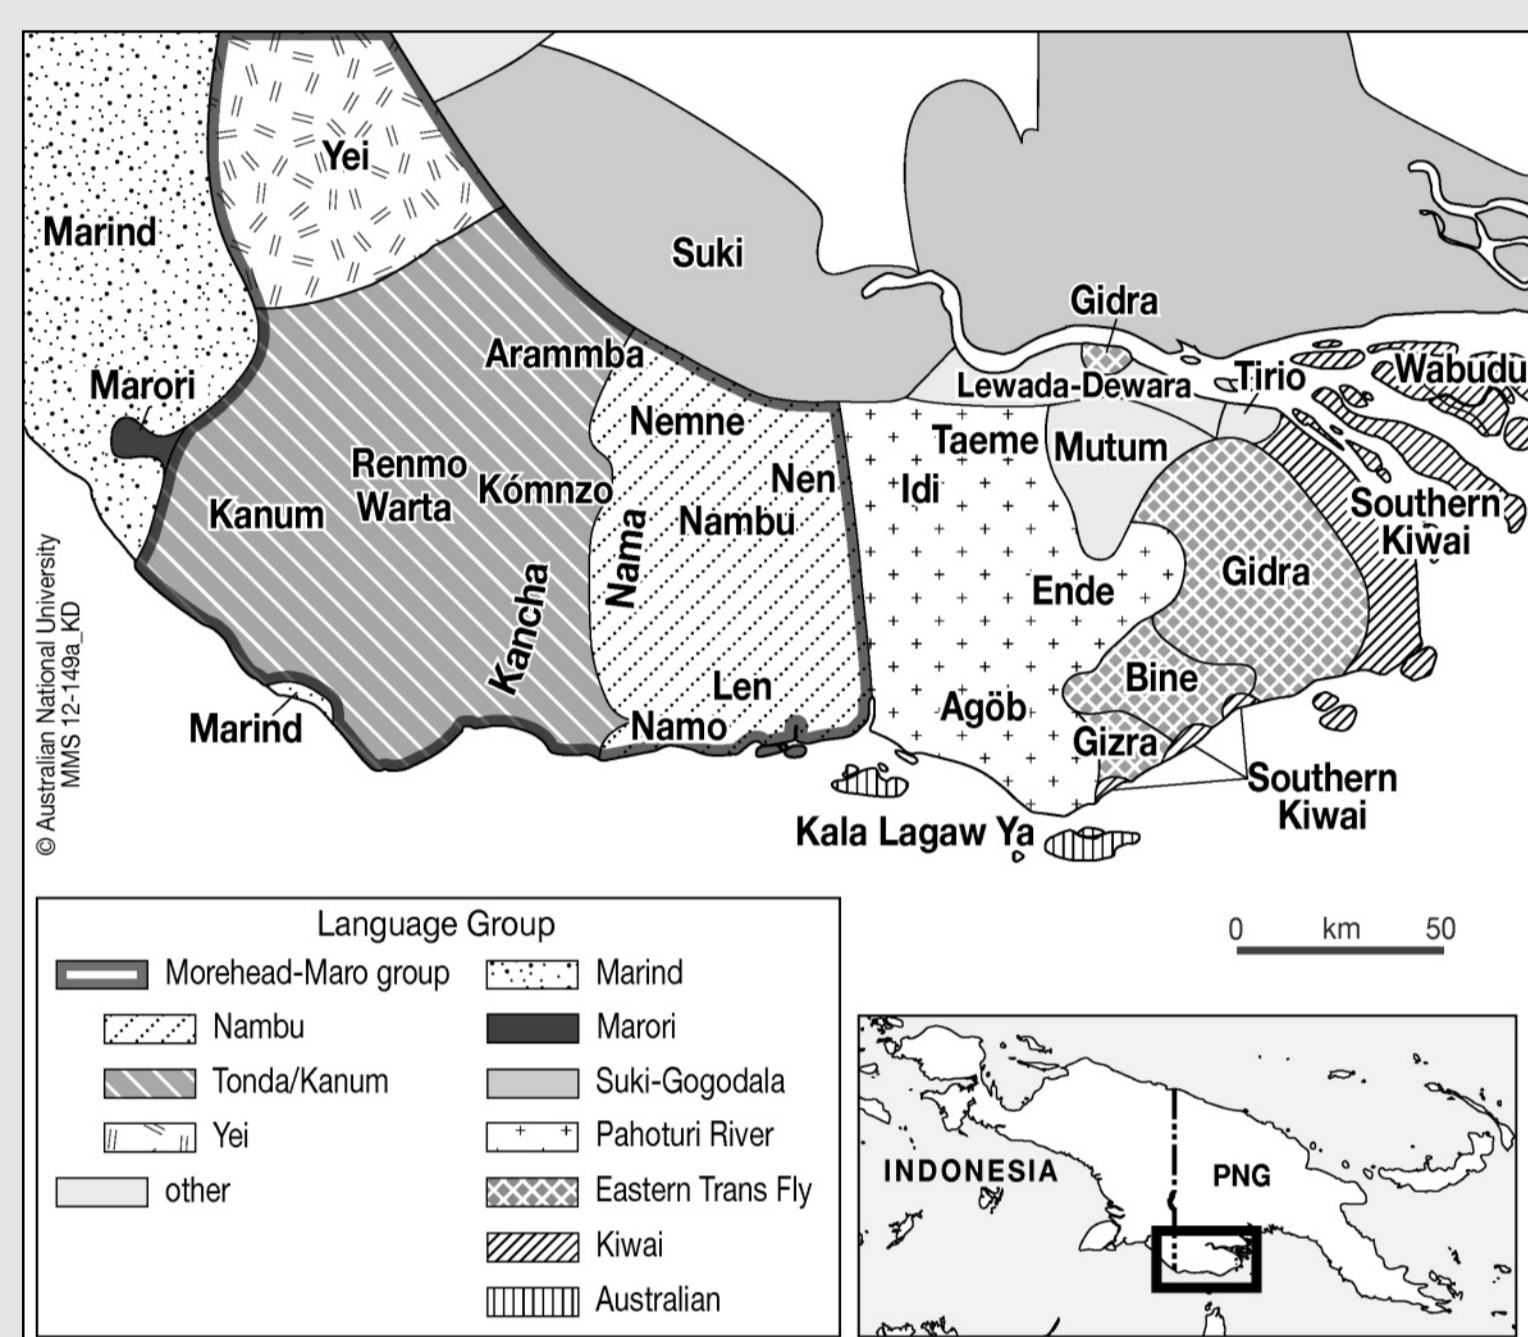 Yei
Marind
Suki
Gidra
Arammba
Marori
Lewada-Dewara
Tirio
Wabudu
Nemne
Taeme
Mutum
Renmo
Warta
Kómnzo
Nen
Idi
Kanum
Nambu
Southern
Kiwai
Nama
Gidra
Ende
Kancha
Bine
Len
Agöb
Marind
Namo
Gizra
Southern
Kiwai
Kala Lagaw Ya
© Australian National University
MMS 12-149a_KD
Language Group
Morehead-Maro group
Nambu
Tonda/Kanum
Yei
other
Marind
Marori
Suki-Gogodala
Pahoturi River
Eastern Trans Fly
Kiwai
Australian
0 km 50
INDONESIA
PNG